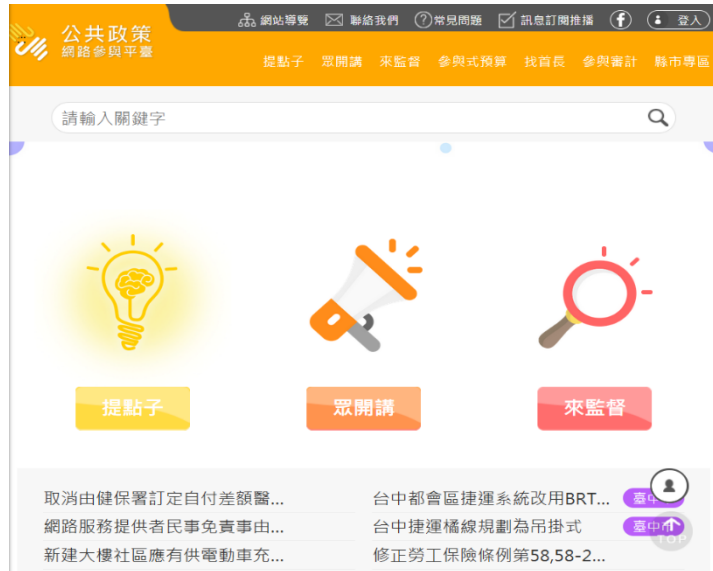 網站導覽 聯絡我們 常見問題 訊息訂閱推播 登入
公共政策
網路參與平臺
提點子 眾開講 來監督 參與式預算 找首長 參與審計 縣市專區
請輸入關鍵字
提點子 眾開講 來監督
取消由健保署訂定自付差額醫... 台中都會區捷運系統改用BRT... 臺中市
網路服務提供者民事免責事由... 台中捷運橘線規劃為吊掛式 臺中市
TOP
新建大樓社區應有供電動車充... 修正勞工保險條例第58,58-2...